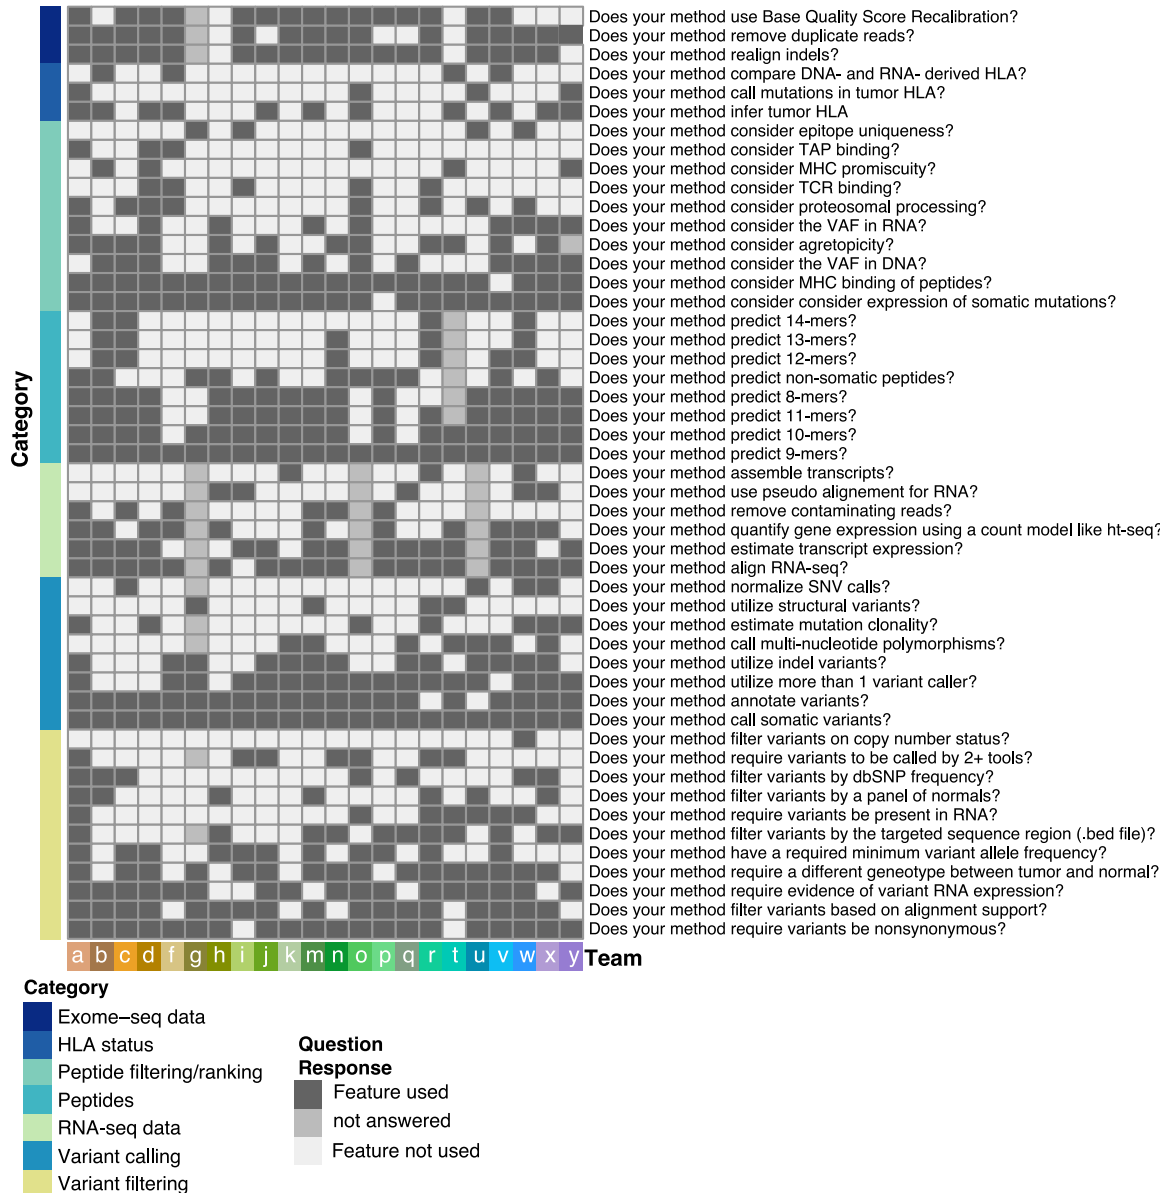 Does your method use Base Quality Score Recalibration?
Does your method remove duplicate reads?
Does your method realign indels?
Does your method compare DNA- and RNA- derived HLA?
Does your method call mutations in tumor HLA?
Does your method infer tumor HLA
Does your method consider epitope uniqueness?
Does your method consider TAP binding?
Does your method consider MHC promiscuity?
Does your method consider TCR binding?
Does your method consider proteosomal processing?
Does your method consider the VAF in RNA?
Does your method consider agretopicity?
Does your method consider the VAF in DNA?
Does your method consider MHC binding of peptides?
Does your method consider consider expression of somatic mutations?
Does your method predict 14-mers?
Does your method predict 13-mers?
Does your method predict 12-mers?
Does your method predict non-somatic peptides?
Does your method predict 8-mers?
Does your method predict 11-mers?
Does your method predict 10-mers?
Does your method predict 9-mers?
Does your method assemble transcripts?
Does your method use pseudo alignement for RNA?
Does your method remove contaminating reads?
Does your method quantify gene expression using a count model like ht-seq?
Does your method estimate transcript expression?
Does your method align RNA-seq?
Does your method normalize SNV calls?
Does your method utilize structural variants?
Does your method estimate mutation clonality?
Does your method call multi-nucleotide polymorphisms?
Does your method utilize indel variants?
Does your method utilize more than 1 variant caller?
Does your method annotate variants?
Does your method call somatic variants?
Does your method filter variants on copy number status?
Does your method require variants to be called by 2+ tools?
Does your method filter variants by dbSNP frequency?
Does your method filter variants by a panel of normals?
Does your method require variants be present in RNA?
Does your method filter variants by the targeted sequence region (.bed file)?
Does your method have a required minimum variant allele frequency?
Does your method require a different geneotype between tumor and normal?
Does your method require evidence of variant RNA expression?
Does your method filter variants based on alignment support?
Does your method require variants be nonsynonymous?
Category
a b c d f g h i j k m n o p q r t u v w x y Team
Category
Exome–seq data
HLA status
Peptide filtering/ranking
Peptides
RNA–seq data
Variant calling
Variant filtering
Question
Response
Feature used
not answered
Feature not used